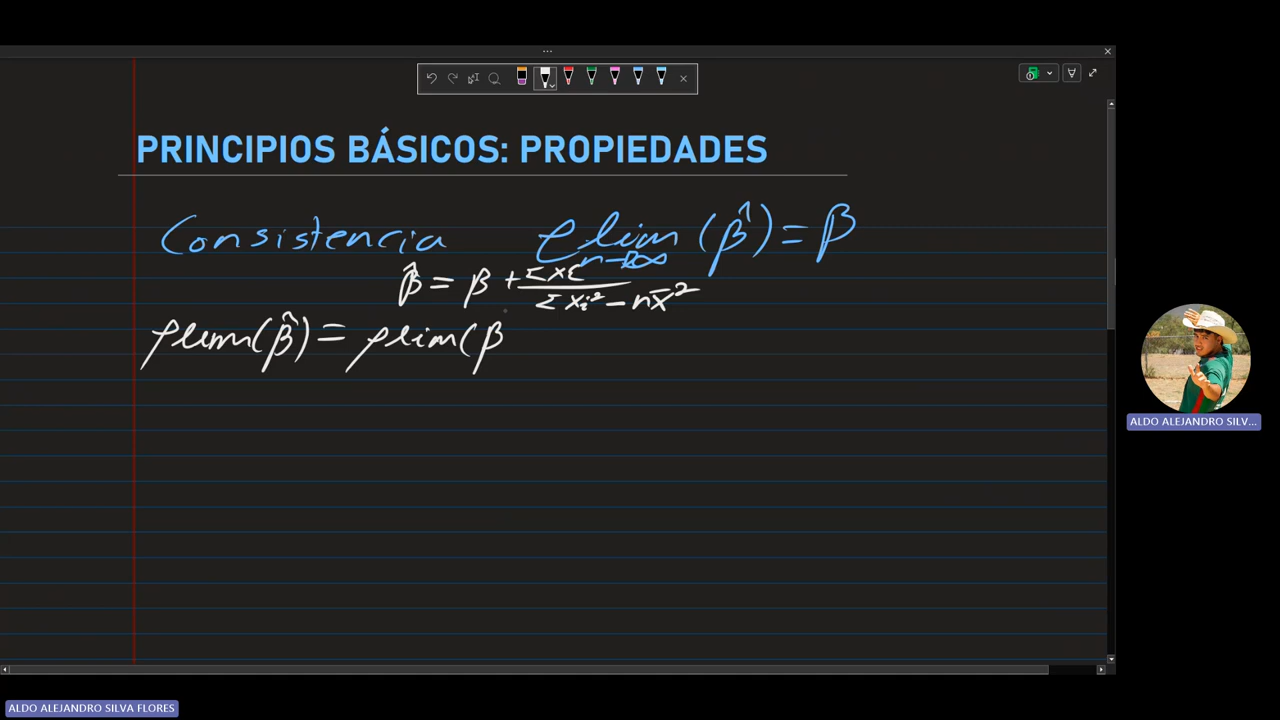 PRINCIPIOS BÁSICOS: PROPIEDADES
Consistencia plim n→∞ (β̂) = β
β̂ = β + Σxε / Σxᵢ² − nx̄²
plim(β̂) = plim(β
ALDO ALEJANDRO SILV...
ALDO ALEJANDRO SILVA FLORES